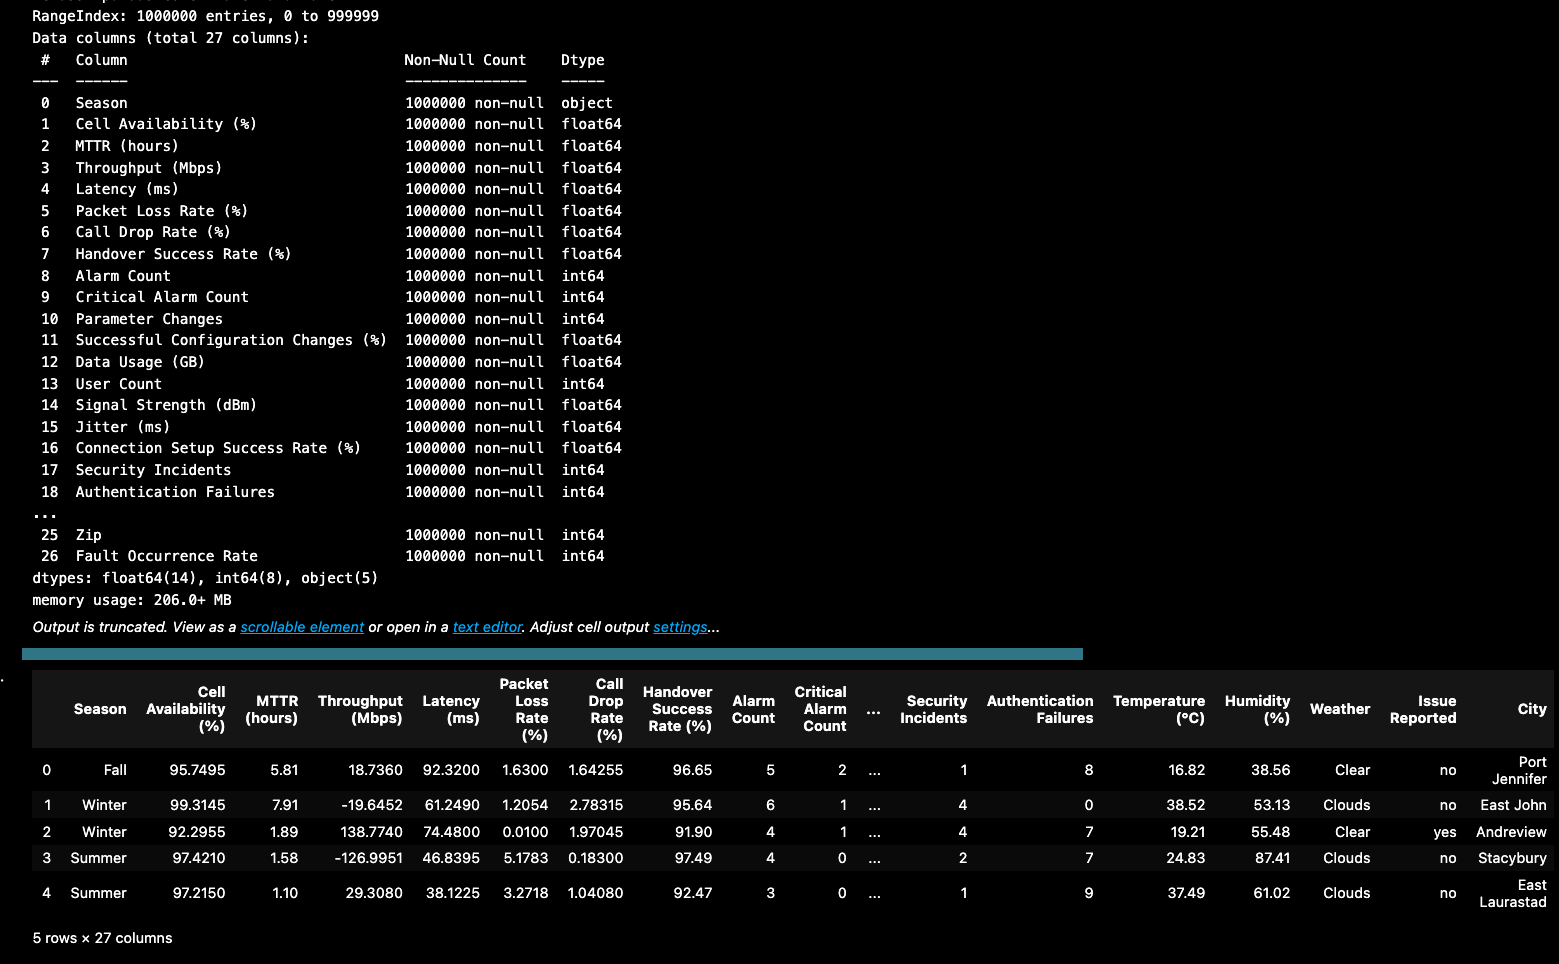 RangeIndex: 1000000 entries, 0 to 999999
Data columns (total 27 columns):
#   Column   Non-Null Count   Dtype
---  ------   --------------   -----
0   Season   1000000 non-null   object
1   Cell Availability (%)   1000000 non-null   float64
2   MTTR (hours)   1000000 non-null   float64
3   Throughput (Mbps)   1000000 non-null   float64
4   Latency (ms)   1000000 non-null   float64
5   Packet Loss Rate (%)   1000000 non-null   float64
6   Call Drop Rate (%)   1000000 non-null   float64
7   Handover Success Rate (%)   1000000 non-null   float64
8   Alarm Count   1000000 non-null   int64
9   Critical Alarm Count   1000000 non-null   int64
10   Parameter Changes   1000000 non-null   int64
11   Successful Configuration Changes (%)   1000000 non-null   float64
12   Data Usage (GB)   1000000 non-null   float64
13   User Count   1000000 non-null   int64
14   Signal Strength (dBm)   1000000 non-null   float64
15   Jitter (ms)   1000000 non-null   float64
16   Connection Setup Success Rate (%)   1000000 non-null   float64
17   Security Incidents   1000000 non-null   int64
18   Authentication Failures   1000000 non-null   int64
...
25   Zip   1000000 non-null   int64
26   Fault Occurrence Rate   1000000 non-null   int64
dtypes: float64(14), int64(8), object(5)
memory usage: 206.0+ MB
Output is truncated. View as a scrollable element or open in a text editor. Adjust cell output settings...
Season   Cell Availability (%)   MTTR (hours)   Throughput (Mbps)   Latency (ms)   Packet Loss Rate (%)   Call Drop Rate (%)   Handover Success Rate (%)   Alarm Count   Critical Alarm Count   ...   Security Incidents   Authentication Failures   Temperature (°C)   Humidity (%)   Weather   Issue Reported   City
0   Fall   95.7495   5.81   18.7360   92.3200   1.6300   1.64255   96.65   5   2   ...   1   8   16.82   38.56   Clear   no   Port Jennifer
1   Winter   99.3145   7.91   -19.6452   61.2490   1.2054   2.78315   95.64   6   1   ...   4   0   38.52   53.13   Clouds   no   East John
2   Winter   92.2955   1.89   138.7740   74.4800   0.0100   1.97045   91.90   4   1   ...   4   7   19.21   55.48   Clear   yes   Andreview
3   Summer   97.4210   1.58   -126.9951   46.8395   5.1783   0.18300   97.49   4   0   ...   2   7   24.83   87.41   Clouds   no   Stacybury
4   Summer   97.2150   1.10   29.3080   38.1225   3.2718   1.04080   92.47   3   0   ...   1   9   37.49   61.02   Clouds   no   East Laurastad
5 rows × 27 columns